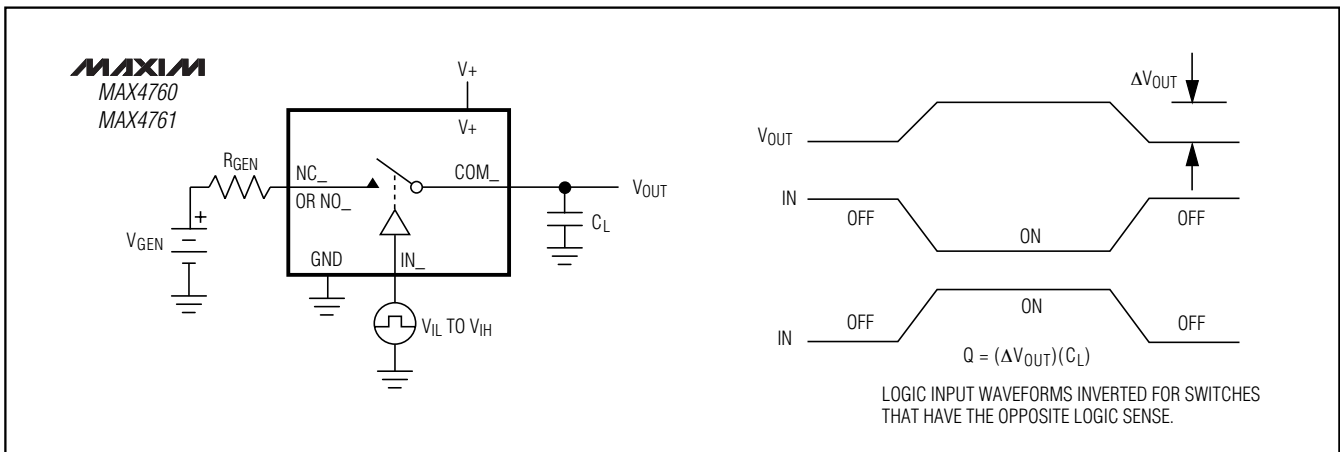 MAXIM
MAX4760
MAX4761
V+
V+
RGEN
NC_
OR NO_
COM_
VOUT
CL
VGEN
+
GND
IN_
VIL TO VIH
ΔVOUT
VOUT
IN
OFF
ON
OFF
IN
OFF
ON
OFF
Q = (ΔVOUT)(CL)
LOGIC INPUT WAVEFORMS INVERTED FOR SWITCHES
THAT HAVE THE OPPOSITE LOGIC SENSE.